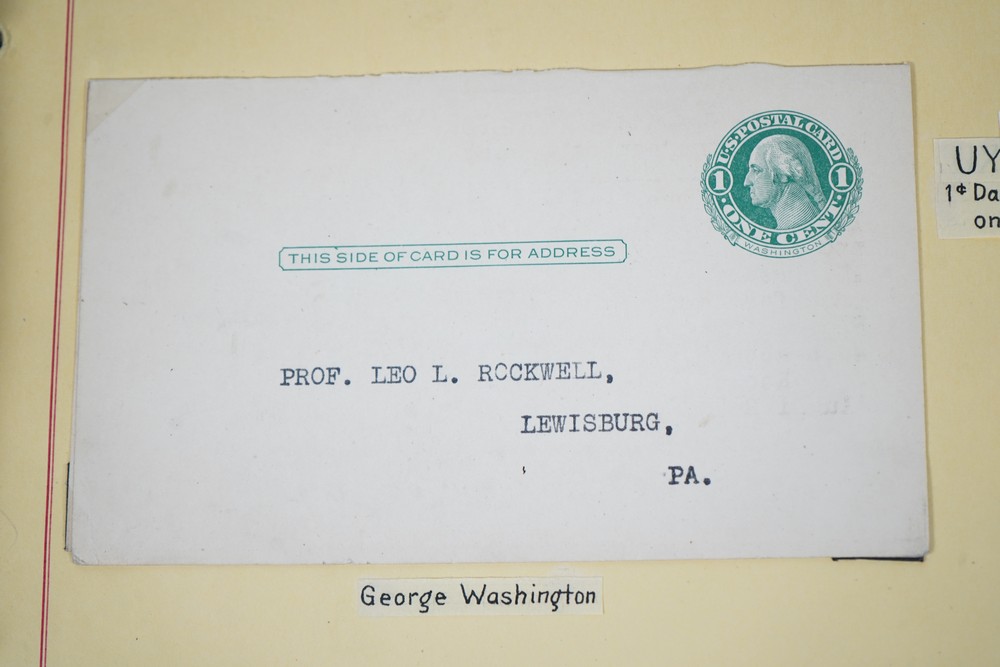 U.S. POSTAL CARD
1 1
ONE CENT
WASHINGTON
THIS SIDE OF CARD IS FOR ADDRESS
PROF. LEO L. ROCKWELL,
LEWISBURG,
PA.
George Washington
UY
1¢ Da
on